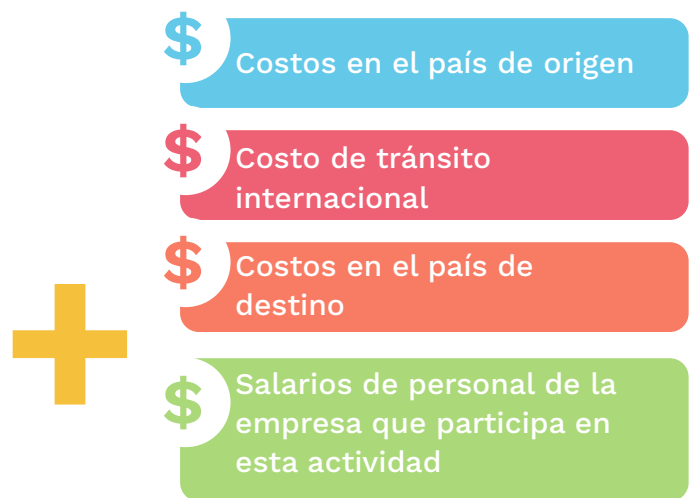 $
Costos en el país de origen
$
Costo de tránsito
internacional
$
Costos en el país de
destino
$
Salarios de personal de la
empresa que participa en
esta actividad